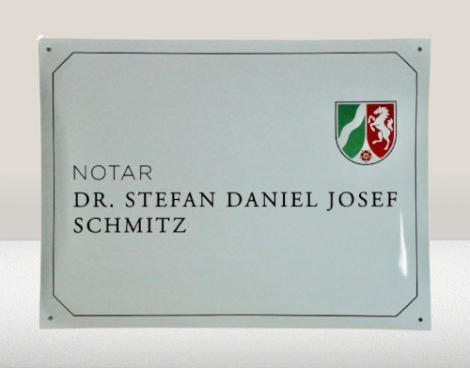 NOTAR
DR. STEFAN DANIEL JOSEF
SCHMITZ